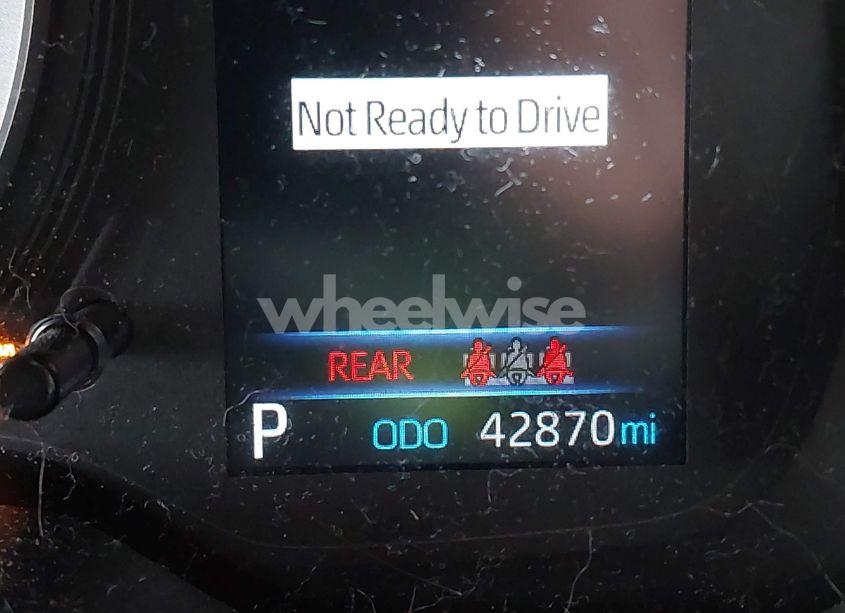 Not Ready to Drive
wheelwise
REAR
P ODO 42870 mi